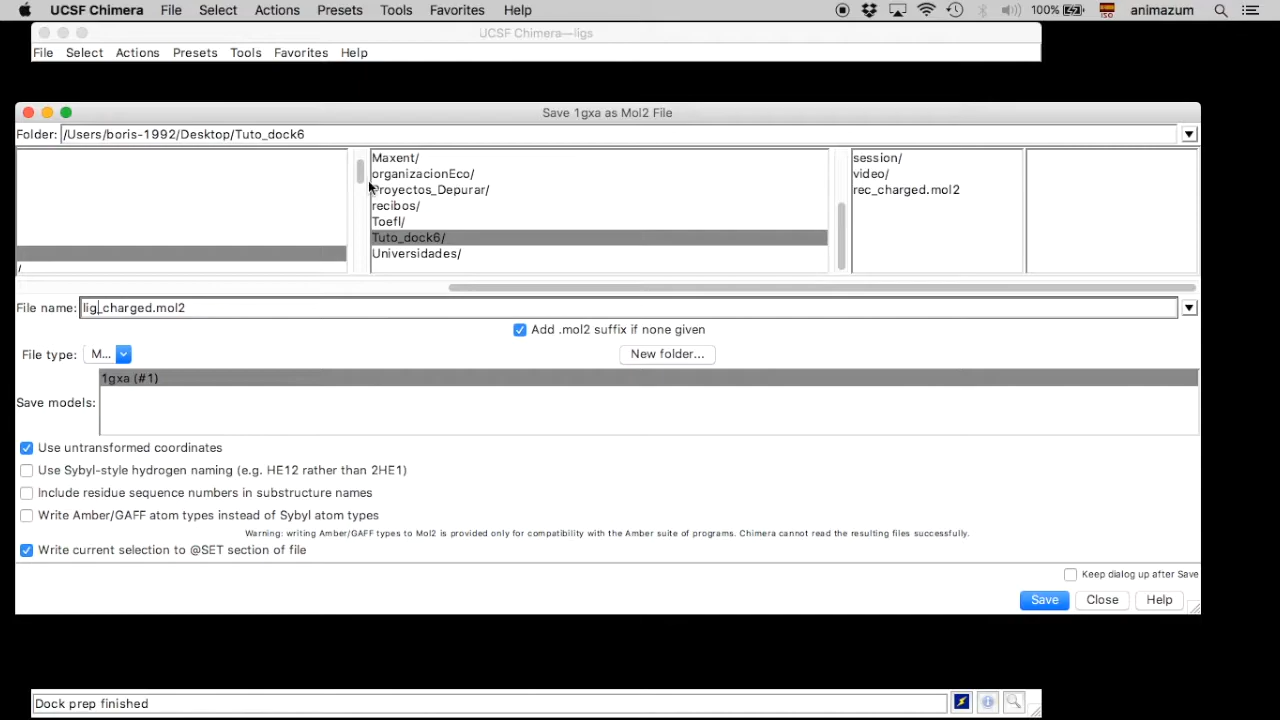 UCSF Chimera File Select Actions Presets Tools Favorites Help 100% ISO animazum
UCSF Chimera—ligs
File Select Actions Presets Tools Favorites Help
Save 1gxa as Mol2 File
Folder: /Users/boris-1992/Desktop/Tuto_dock6
Maxent/ session/
organizacionEco/ video/
Proyectos_Depurar/ rec_charged.mol2
recibos/
Toefl/
Tuto_dock6/
Universidades/
/
File name: lig_charged.mol2
Add .mol2 suffix if none given
File type: M... New folder...
1gxa (#1)
Save models:
Use untransformed coordinates
Use Sybyl-style hydrogen naming (e.g. HE12 rather than 2HE1)
Include residue sequence numbers in substructure names
Write Amber/GAFF atom types instead of Sybyl atom types
Warning: writing Amber/GAFF types to Mol2 is provided only for compatibility with the Amber suite of programs. Chimera cannot read the resulting files successfully.
Write current selection to @SET section of file
Keep dialog up after Save
Save Close Help
Dock prep finished